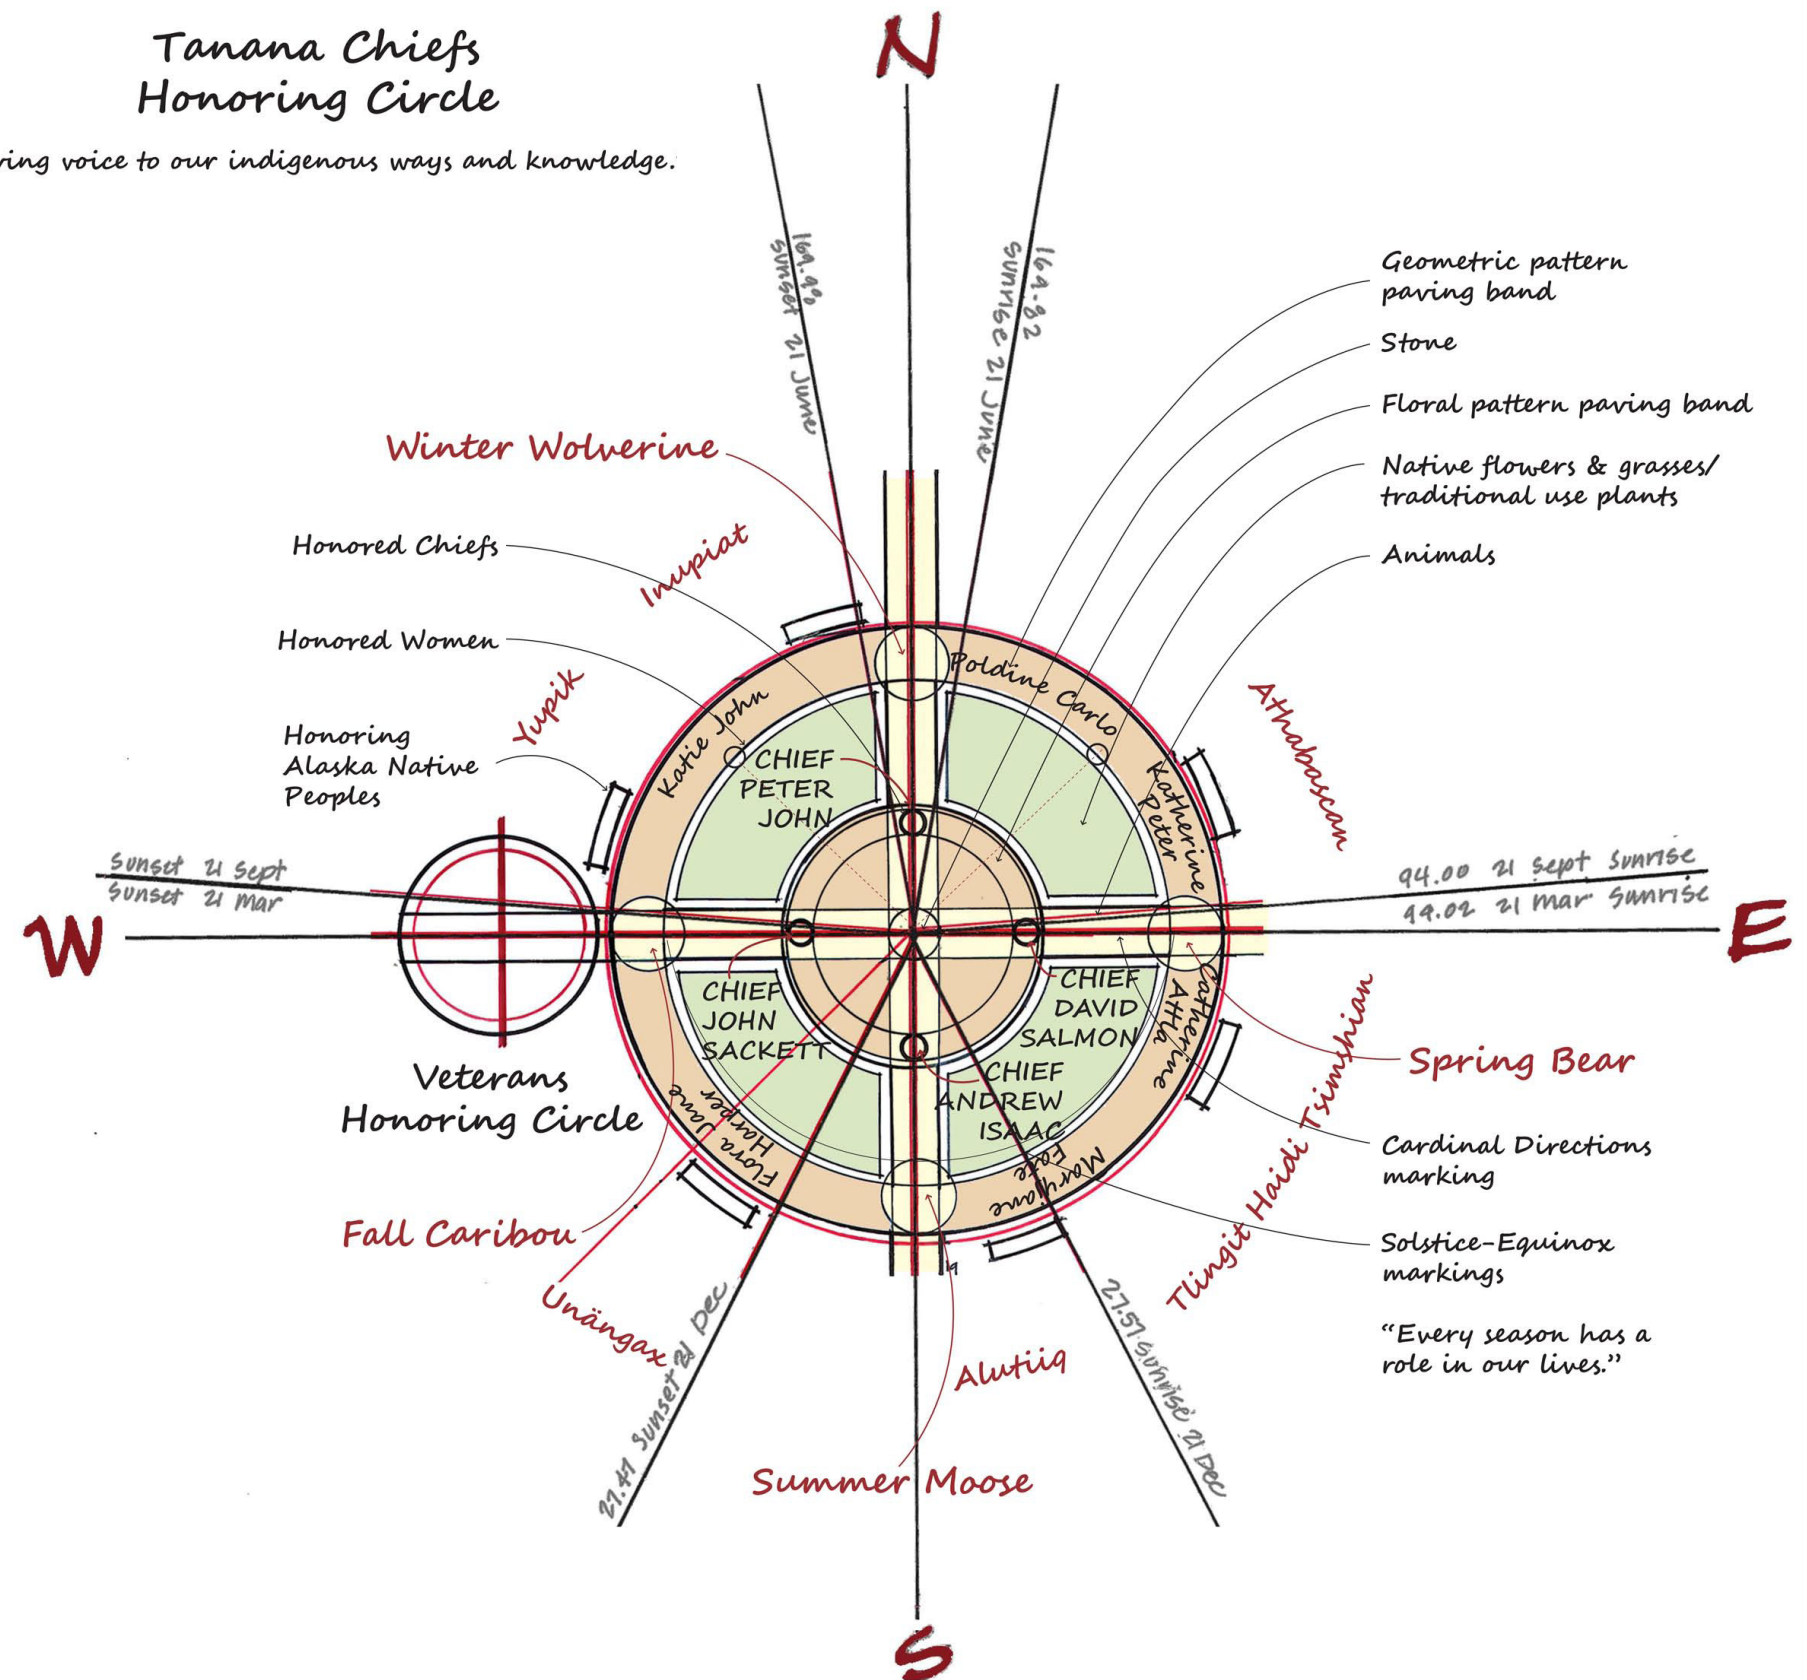 Tanana Chiefs
Honoring Circle
ving voice to our indigenous ways and knowledge.
N
169.90
sunset 21 June
169.82
sunrise 21 June
Geometric pattern
paving band
Stone
Floral pattern paving band
Native flowers & grasses/
traditional use plants
Animals
Winter Wolverine
Honored Chiefs
Inupiat
Honored Women
Yupik
Honoring
Alaska Native
Peoples
Athabascan
Katie John
Poldine Carlo
Katherine
Peter
CHIEF
PETER
JOHN
Sunset 21 Sept
Sunset 21 Mar
94.00 21 Sept Sunrise
94.02 21 Mar Sunrise
W
E
CHIEF
JOHN
SACKETT
CHIEF
DAVID
SALMON
CHIEF
ANDREW
ISAAC
Catherine
Attla
Maryjane
Fate
Flora Jane
Harper
Veterans
Honoring Circle
Spring Bear
Tlingit Haidi Tsimshian
Cardinal Directions
marking
Fall Caribou
Solstice-Equinox
markings
Unängax
Alutiiq
"Every season has a
role in our lives."
27.47 Sunset 21 Dec
27.57 Sunrise 21 Dec
Summer Moose
S